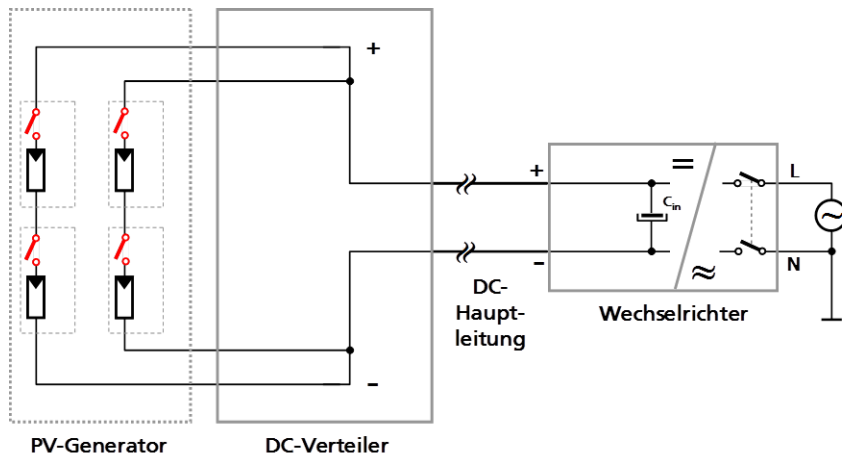 +
+
=
L
C_in
−
N
≈
−
DC-
Haupt-
leitung
Wechselrichter
PV-Generator
DC-Verteiler